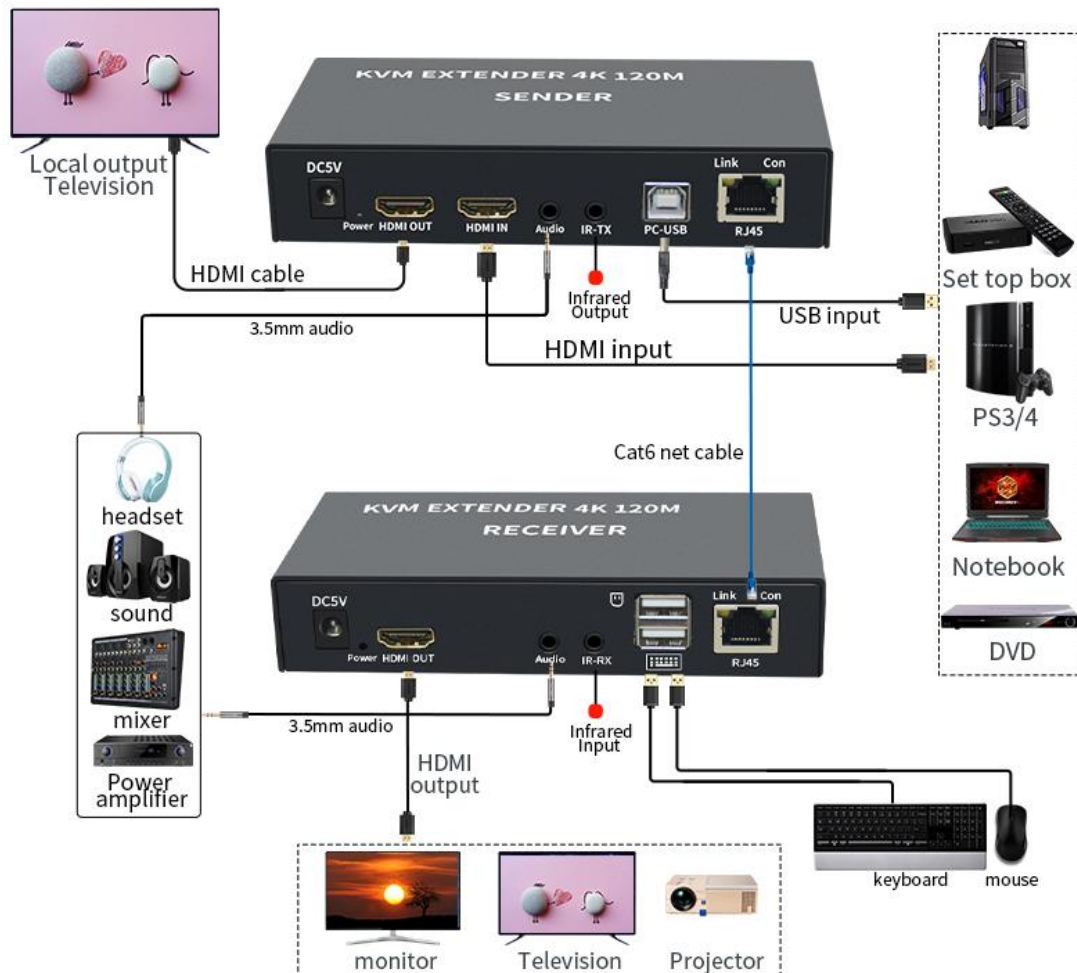 KVM EXTENDER 4K 120M
SENDER
Local output
Television
DC5V
Link Con
Power HDMI OUT HDMI IN Audio IR-TX PC-USB RJ45
HDMI cable
3.5mm audio
Infrared
Output
USB input
HDMI input
Set top box
PS3/4
Cat6 net cable
Notebook
DVD
headset
sound
mixer
Power
amplifier
KVM EXTENDER 4K 120M
RECEIVER
DC5V
Link Con
Power HDMI OUT Audio IR-RX RJ45
3.5mm audio
Infrared
Input
HDMI
output
keyboard mouse
monitor Television Projector